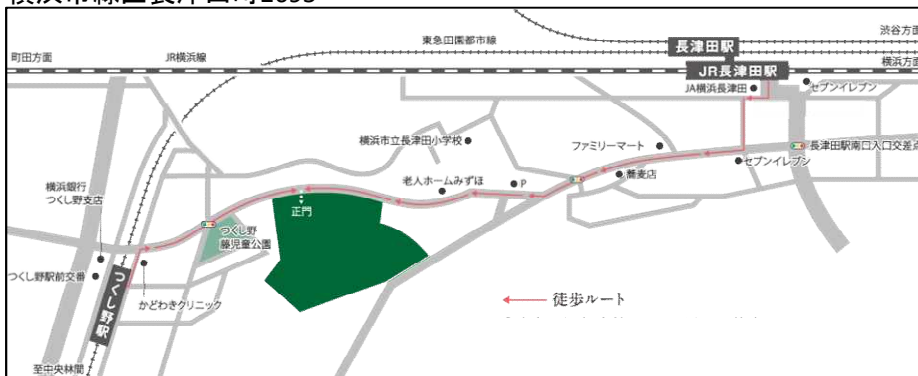 横浜市緑区長津田町2693
渋谷方面
東急田園都市線
長津田駅
町田方面
JR横浜線
横浜方面
JR長津田駅
JA横浜長津田
セブンイレブン
横浜市立長津田小学校
ファミリーマート
長津田駅南口入口交差点
セブンイレブン
蕎麦店
老人ホームみずほ
P
横浜銀行
つくし野支店
正門
つくし野
藤児童公園
つくし野駅前交番
かどわきクリニック
つくし野駅
徒歩ルート
至中央林間